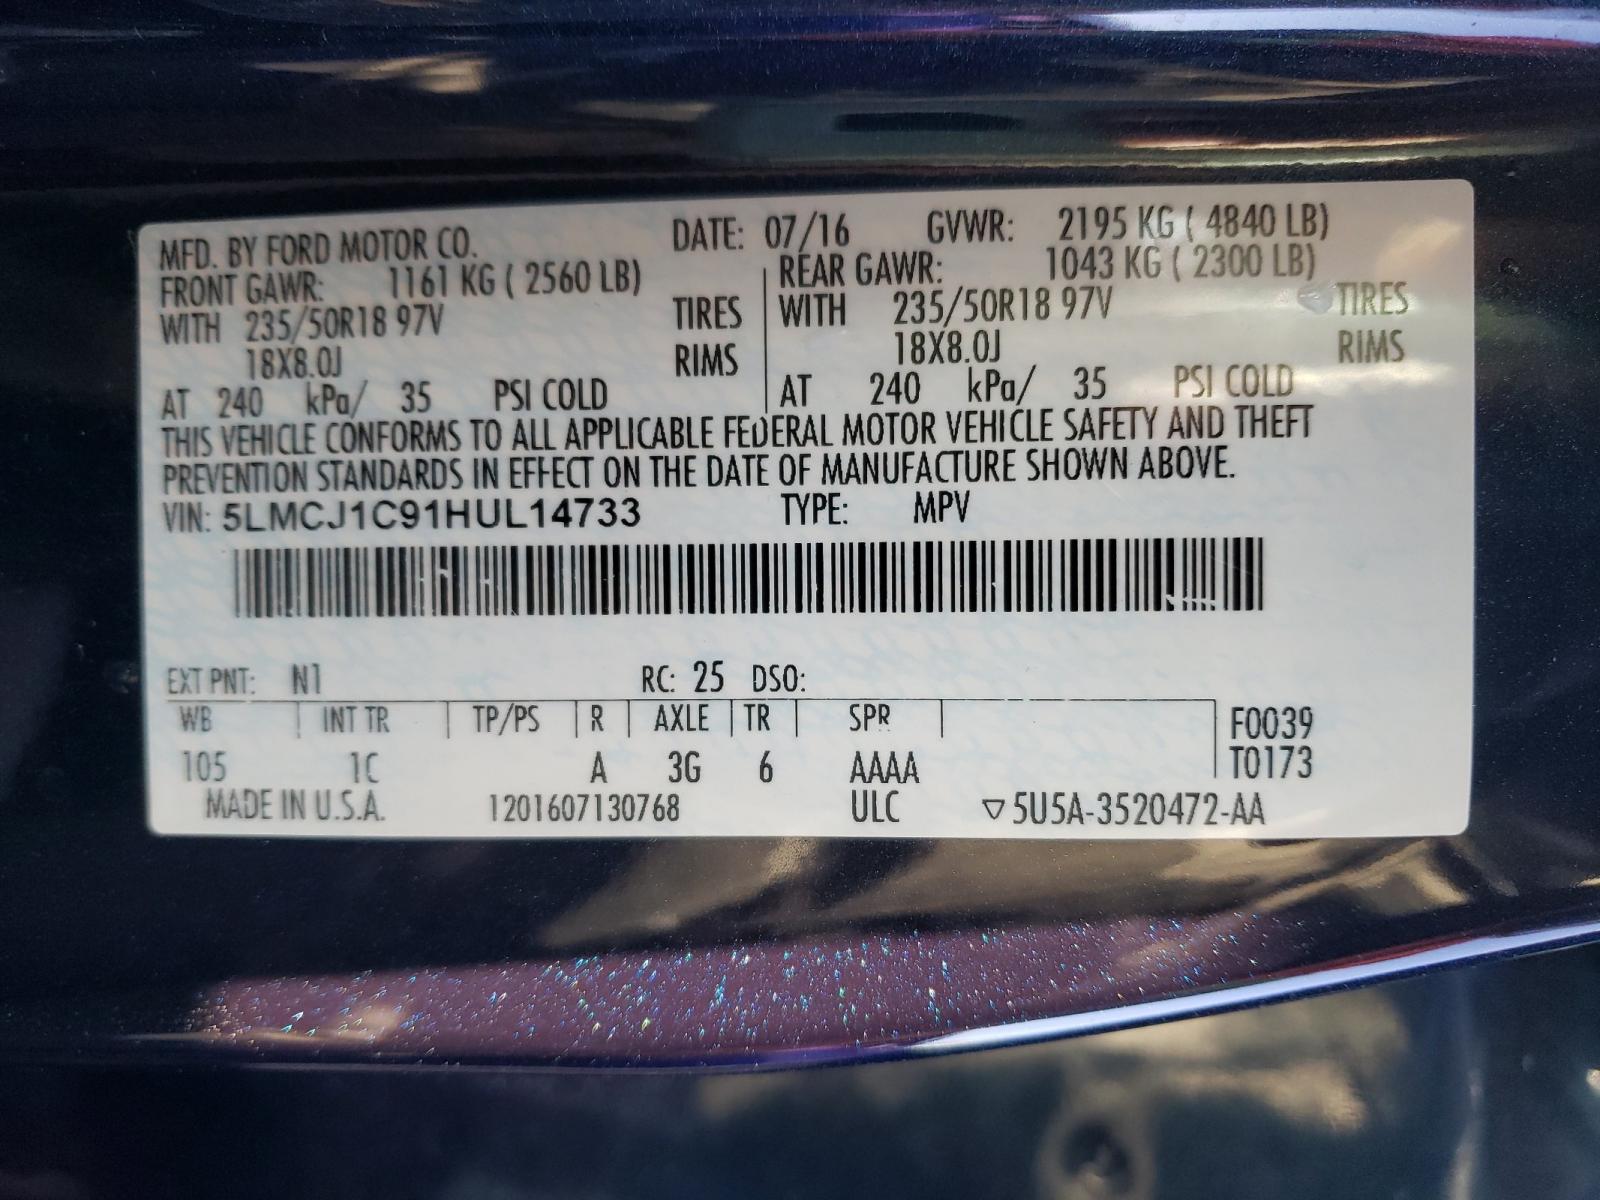 MFD. BY FORD MOTOR CO. DATE: 07/16 GVWR: 2195 KG ( 4840 LB)
FRONT GAWR: 1161 KG ( 2560 LB) REAR GAWR: 1043 KG ( 2300 LB)
WITH 235/50R18 97V TIRES WITH 235/50R18 97V TIRES
18X8.0J RIMS 18X8.0J RIMS
AT 240 kPa/ 35 PSI COLD AT 240 kPa/ 35 PSI COLD
THIS VEHICLE CONFORMS TO ALL APPLICABLE FEDERAL MOTOR VEHICLE SAFETY AND THEFT
PREVENTION STANDARDS IN EFFECT ON THE DATE OF MANUFACTURE SHOWN ABOVE.
VIN: 5LMCJ1C91HUL14733 TYPE: MPV
EXT PNT: N1 RC: 25 DSO:
WB INT TR TP/PS R AXLE TR SPR F0039
105 1C A 3G 6 AAAA T0173
MADE IN U.S.A. 1201607130768 ULC ▽5U5A-3520472-AA